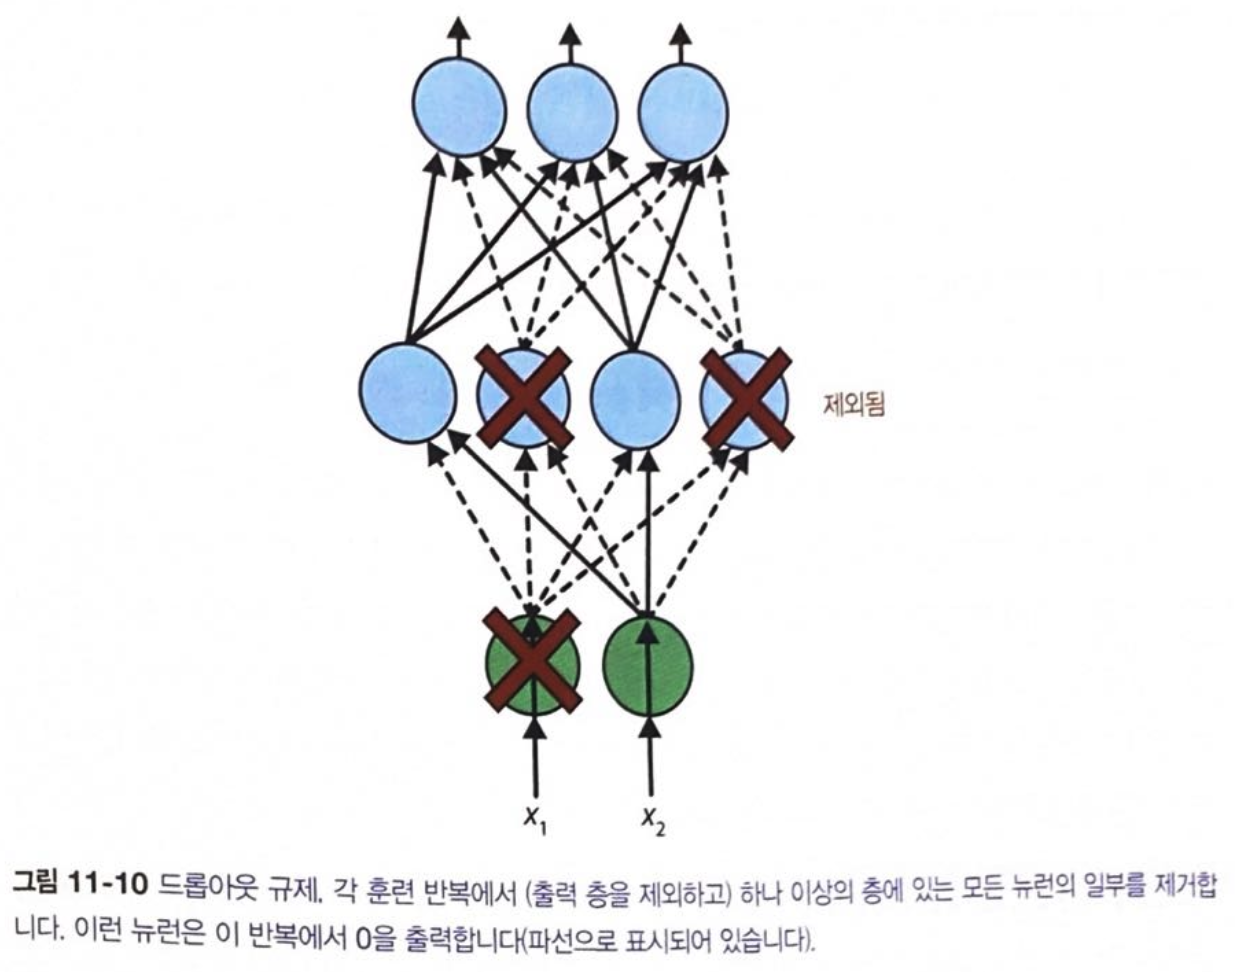 제외됨
x₁ x₂
그림 11-10 드롭아웃 규제. 각 훈련 반복에서 (출력 층을 제외하고) 하나 이상의 층에 있는 모든 뉴런의 일부를 제거합
니다. 이런 뉴런은 이 반복에서 0을 출력합니다(파선으로 표시되어 있습니다).